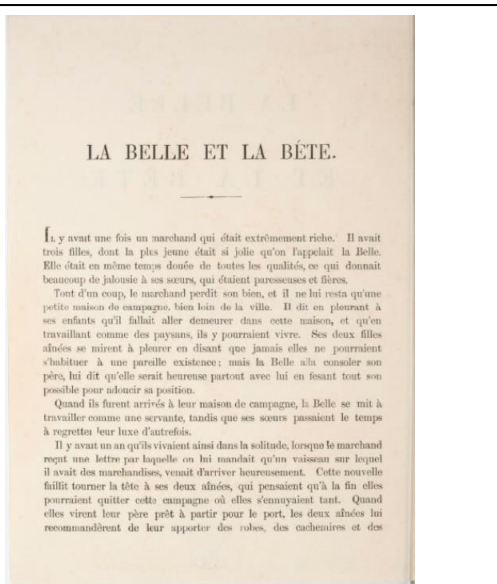 LA BELLE ET LA BÉTE.
IL y avait une fois un marchand qui était extrêmement riche. Il avait
trois filles, dont la plus jeune était si jolie qu'on l'appelait la Belle.
Elle était en même temps douée de toutes les qualités, ce qui donnait
beaucoup de jalousie à ses sœurs, qui étaient paresseuses et fières.
Tout d'un coup, le marchand perdit son bien, et il ne lui resta qu'une
petite maison de campagne, bien loin de la ville. Il dit en pleurant à
ses enfants qu'il fallait aller demeurer dans cette maison, et qu'en
travaillant comme des paysans, ils y pourraient vivre. Ses deux filles
aînées se mirent à pleurer en disant que jamais elles ne pourraient
s'habituer à une pareille existence; mais la Belle alla consoler son
père, lui dit qu'elle serait heureuse partout avec lui en fesant tout son
possible pour adoucir sa position.
Quand ils furent arrivés à leur maison de campagne, la Belle se mit à
travailler comme une servante, tandis que ses sœurs passaient le temps
à regretter leur luxe d'autrefois.
Il y avait un an qu'ils vivaient ainsi dans la solitude, lorsque le marchand
reçut une lettre par laquelle on lui mandait qu'un vaisseau sur lequel
il avait des marchandises, venait d'arriver heureusement. Cette nouvelle
faillit tourner la tête à ses deux aînées, qui pensaient qu'à la fin elles
pourraient quitter cette campagne où elles s'ennuyaient tant. Quand
elles virent leur père prêt à partir pour le port, les deux aînées lui
recommandèrent de leur apporter des robes, des cachemires et des